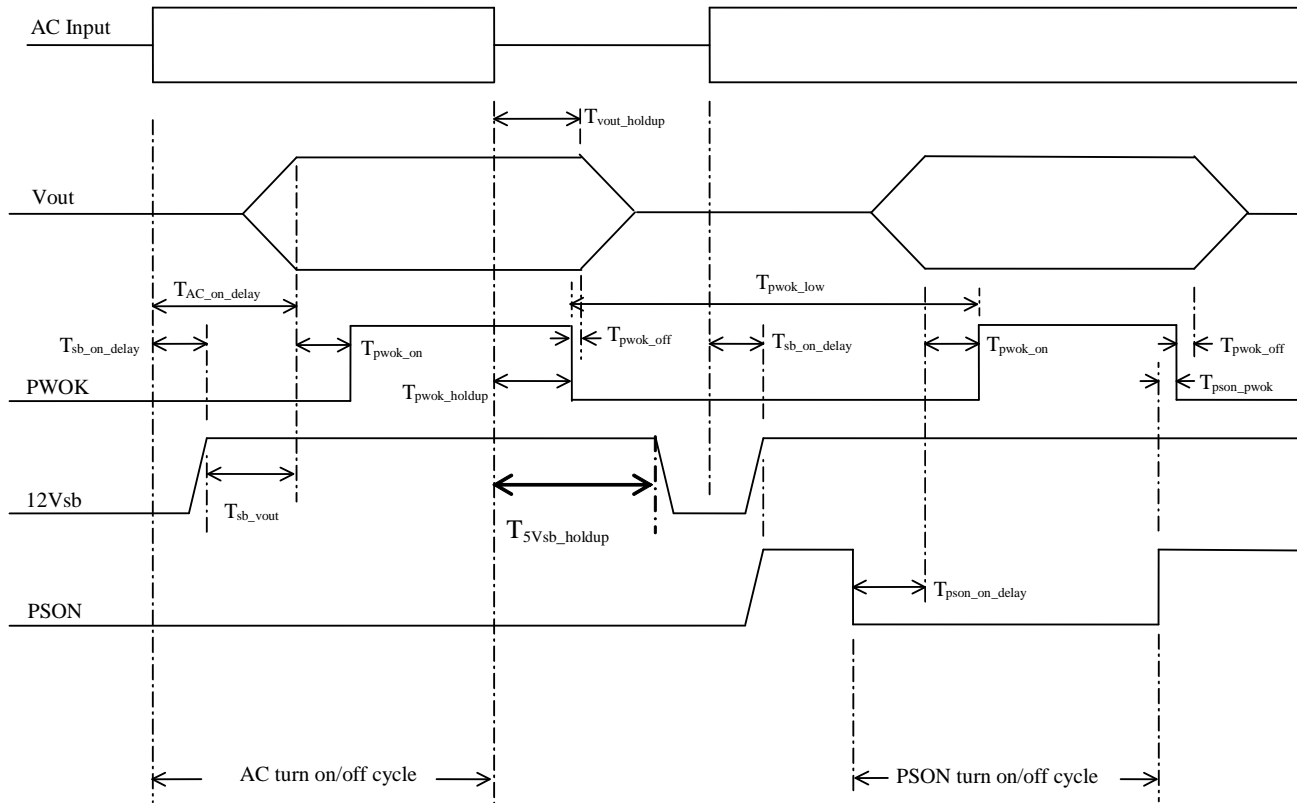 AC Input
Tvout_holdup
Vout
TAC_on_delay
Tpwok_low
Tsb_on_delay
Tpwok_on
Tpwok_off
Tsb_on_delay
Tpwok_on
Tpwok_off
PWOK
Tpwok_holdup
Tpson_pwok
12Vsb
Tsb_vout
T5Vsb_holdup
Tpson_on_delay
PSON
AC turn on/off cycle
PSON turn on/off cycle